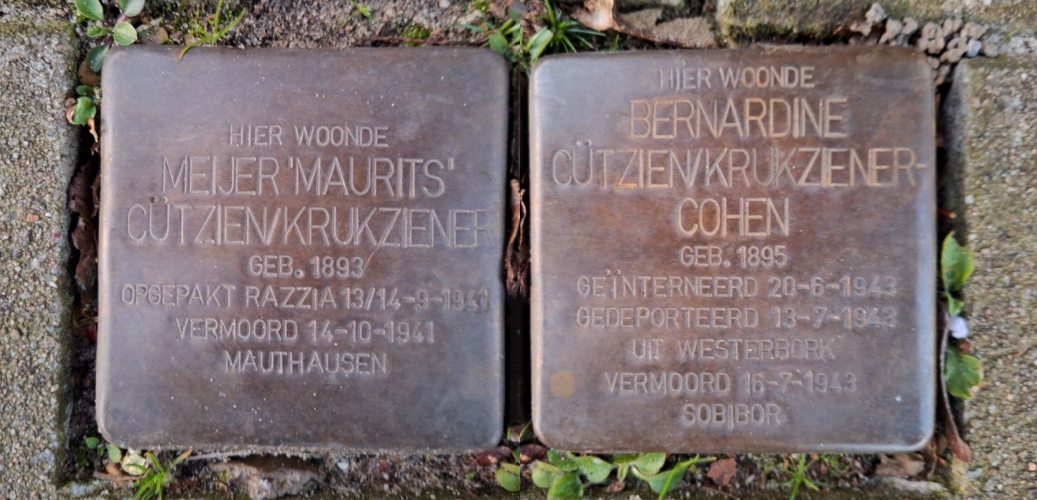 HIER WOONDE
MEIJER 'MAURITS'
CÜTZIEN/KRUKZIENER
GEB. 1893
OPGEPAKT RAZZIA 13/14-9-1941
VERMOORD 14-10-1941
MAUTHAUSEN
HIER WOONDE
BERNARDINE
CÜTZIEN/KRUKZIENER-
COHEN
GEB. 1895
GEÏNTERNEERD 20-6-1943
GEDEPORTEERD 13-7-1943
UIT WESTERBORK
VERMOORD 16-7-1943
SOBIBOR